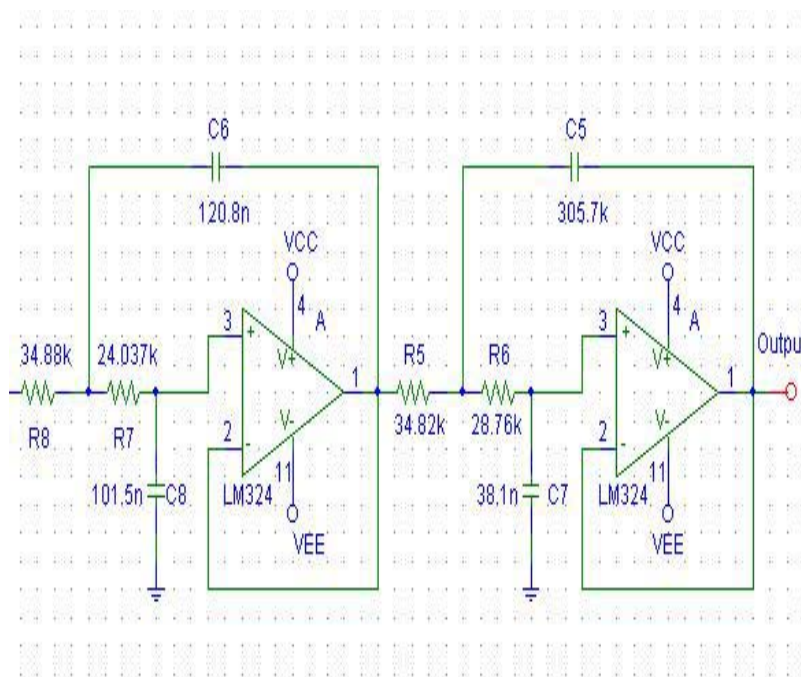 C6
C5
120.8n
305.7k
VCC
VCC
4
A
4
A
3
+
V+
3
+
V+
34.88k
24.037k
R5
R6
Outpu
1
1
R8
R7
34.82k
28.76k
2
-
V-
2
-
V-
101.5n
C8
11
LM324
38.1n
C7
11
LM324
VEE
VEE